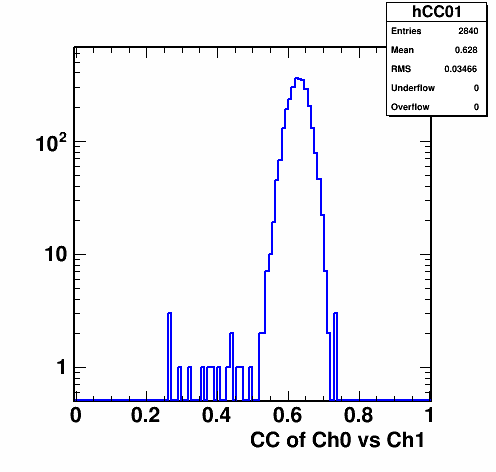 hCC01
Entries 2840
Mean 0.628
RMS 0.03466
Underflow 0
Overflow 0
10²
10
1
0 0.2 0.4 0.6 0.8 1
CC of Ch0 vs Ch1